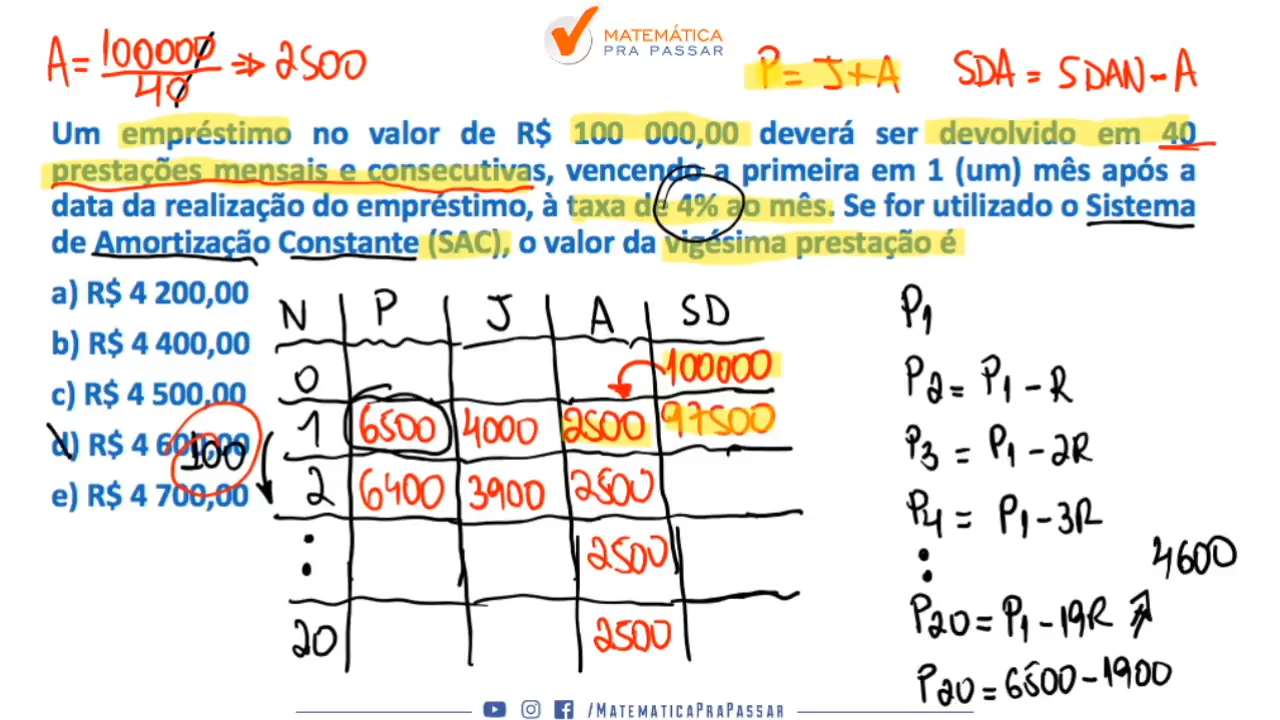 MATEMÁTICA
PRA PASSAR
A = 100000 / 40 ⇒ 2500
P = J + A
SDA = SDAN - A
Um empréstimo no valor de R$ 100 000,00 deverá ser devolvido em 40
prestações mensais e consecutivas, vencendo a primeira em 1 (um) mês após a
data da realização do empréstimo, à taxa de 4% ao mês. Se for utilizado o Sistema
de Amortização Constante (SAC), o valor da vigésima prestação é
a) R$ 4 200,00
b) R$ 4 400,00
c) R$ 4 500,00
d) R$ 4 600,00
100
e) R$ 4 700,00
N P J A SD
0 100000
1 6500 4000 2500 97500
2 6400 3900 2500
: 2500
20 2500
P1
P2 = P1 - R
P3 = P1 - 2R
P4 = P1 - 3R
:
4600
P20 = P1 - 19R
P20 = 6500 - 1900
/MATEMATICAPRAPASSAR